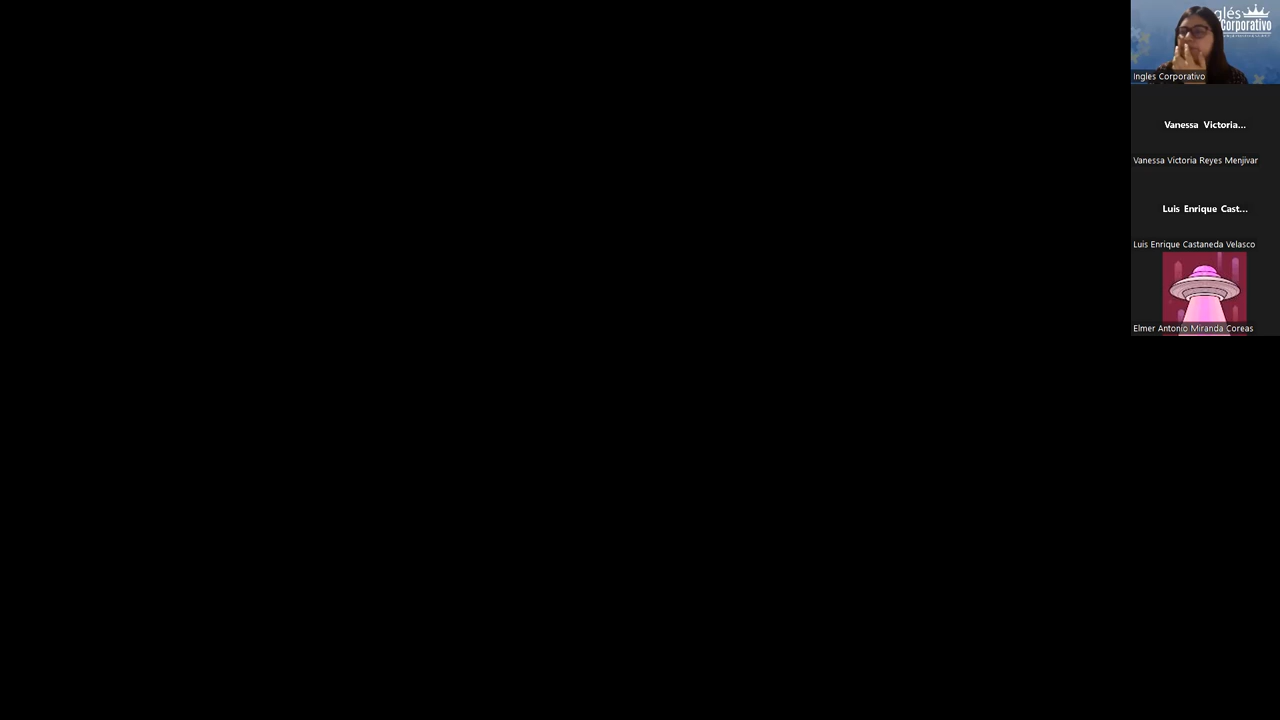 glés
Corporativo
Ingles Corporativo
Vanessa Victoria...
Vanessa Victoria Reyes Menjivar
Luis Enrique Cast...
Luis Enrique Castaneda Velasco
Elmer Antonio Miranda Coreas